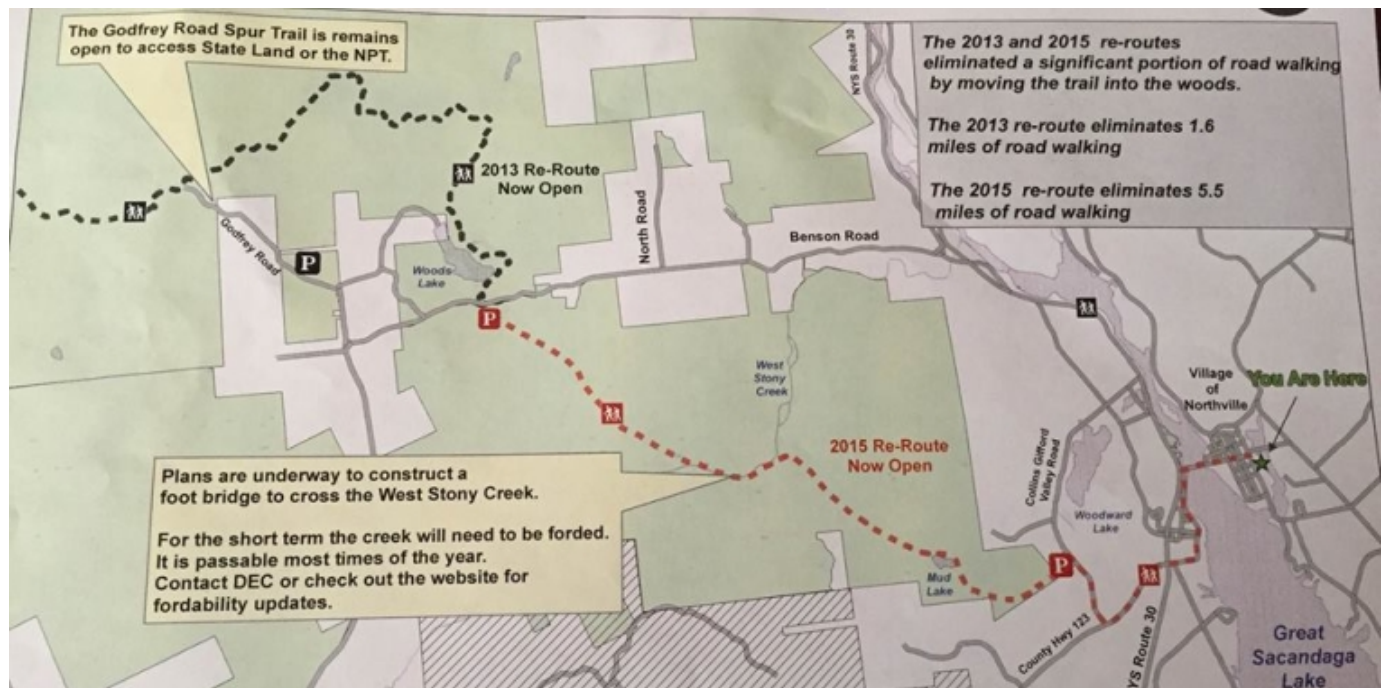 The Godfrey Road Spur Trail is remains
open to access State Land or the NPT.
NYS Route 30
The 2013 and 2015 re-routes
eliminated a significant portion of road walking
by moving the trail into the woods.
The 2013 re-route eliminates 1.6
miles of road walking
The 2015 re-route eliminates 5.5
miles of road walking
2013 Re-Route
Now Open
North Road
Benson Road
Godfrey Road
P
Woods
Lake
P
West
Stony
Creek
Village
of
Northville
You Are Here
2015 Re-Route
Now Open
Collins Gifford
Valley Road
Woodward
Lake
Plans are underway to construct a
foot bridge to cross the West Stony Creek.
For the short term the creek will need to be forded.
It is passable most times of the year.
Contact DEC or check out the website for
fordability updates.
Mud
Lake
P
County Hwy 123
YS Route 30
Great
Sacandaga
Lake